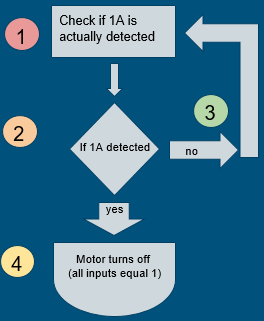 1
Check if 1A is
actually detected
2
If 1A detected
3
no
yes
4
Motor turns off
(all inputs equal 1)